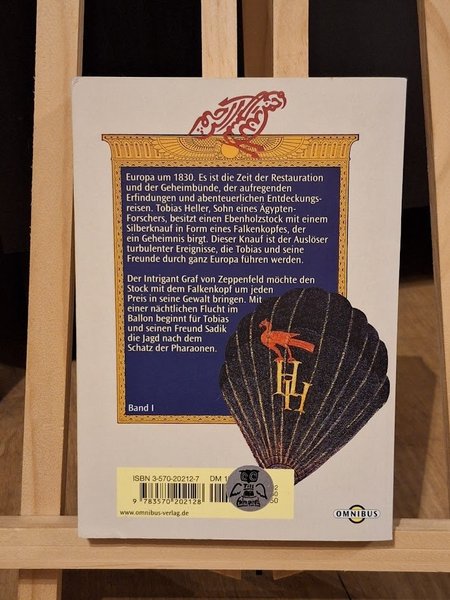 Europa um 1830. Es ist die Zeit der Restauration
und der Geheimbünde, der aufregenden
Erfindungen und abenteuerlichen Entdeckungs-
reisen. Tobias Heller, Sohn eines Ägypten-
Forschers, besitzt einen Ebenholzstock mit einem
Silberknauf in Form eines Falkenkopfes, der
ein Geheimnis birgt. Dieser Knauf ist der Auslöser
turbulenter Ereignisse, die Tobias und seine
Freunde durch ganz Europa führen werden.
Der Intrigant Graf von Zeppenfeld möchte den
Stock mit dem Falkenkopf um jeden
Preis in seine Gewalt bringen. Mit
einer nächtlichen Flucht im
Ballon beginnt für Tobias
und seinen Freund Sadik
die Jagd nach dem
Schatz der Pharaonen.
Band I
HH
ISBN 3-570-20212-7 DM 1
9 783570 202128
www.omnibus-verlag.de
OMNIBUS